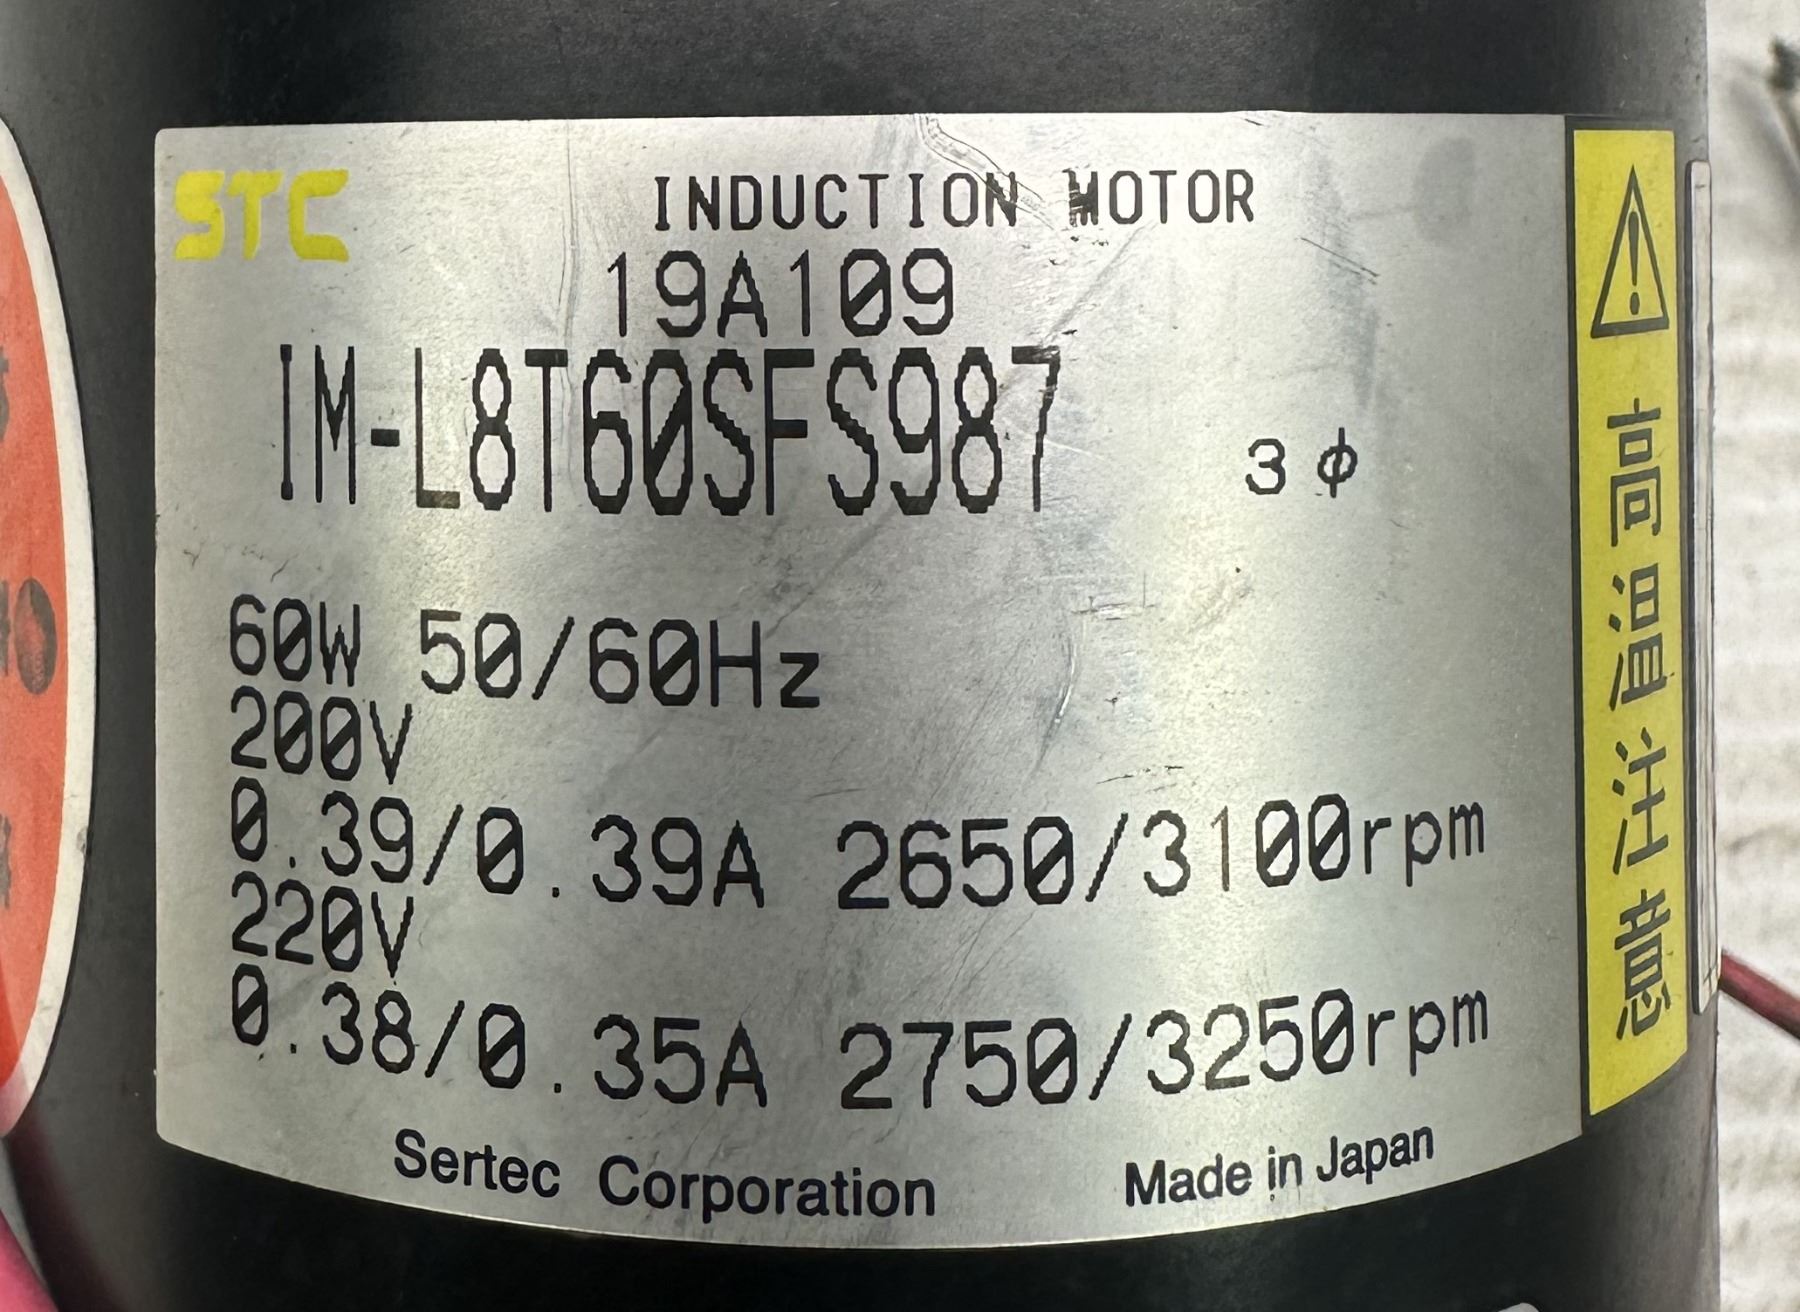 STC
INDUCTION MOTOR
19A109
IM-L8T60SFS987 3φ
60W 50/60Hz
200V
0.39/0.39A 2650/3100rpm
220V
0.38/0.35A 2750/3250rpm
Sertec Corporation Made in Japan
高温注意